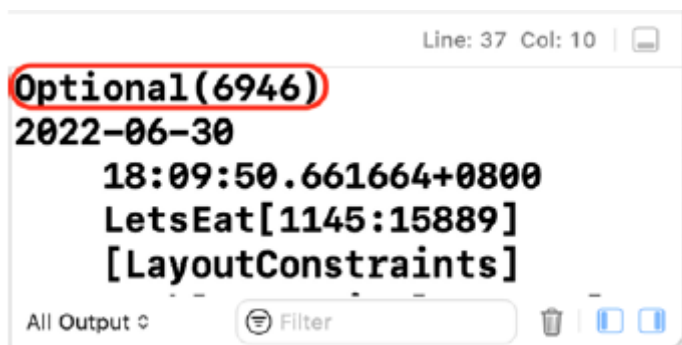 Line: 37 Col: 10
Optional(6946)
2022-06-30
18:09:50.661664+0800
LetsEat[1145:15889]
[LayoutConstraints]
All Output
Filter